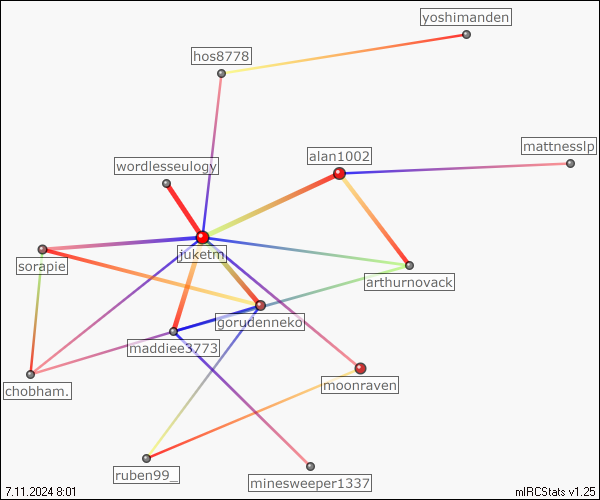 yoshimanden
hos8778
mattnesslp
alan1002
wordlesseulogy
juketm
sorapie
arthurnovack
gorudenneko
maddiee3773
moonraven
chobham.
ruben99_
minesweeper1337
7.11.2024 8:01
mIRCStats v1.25